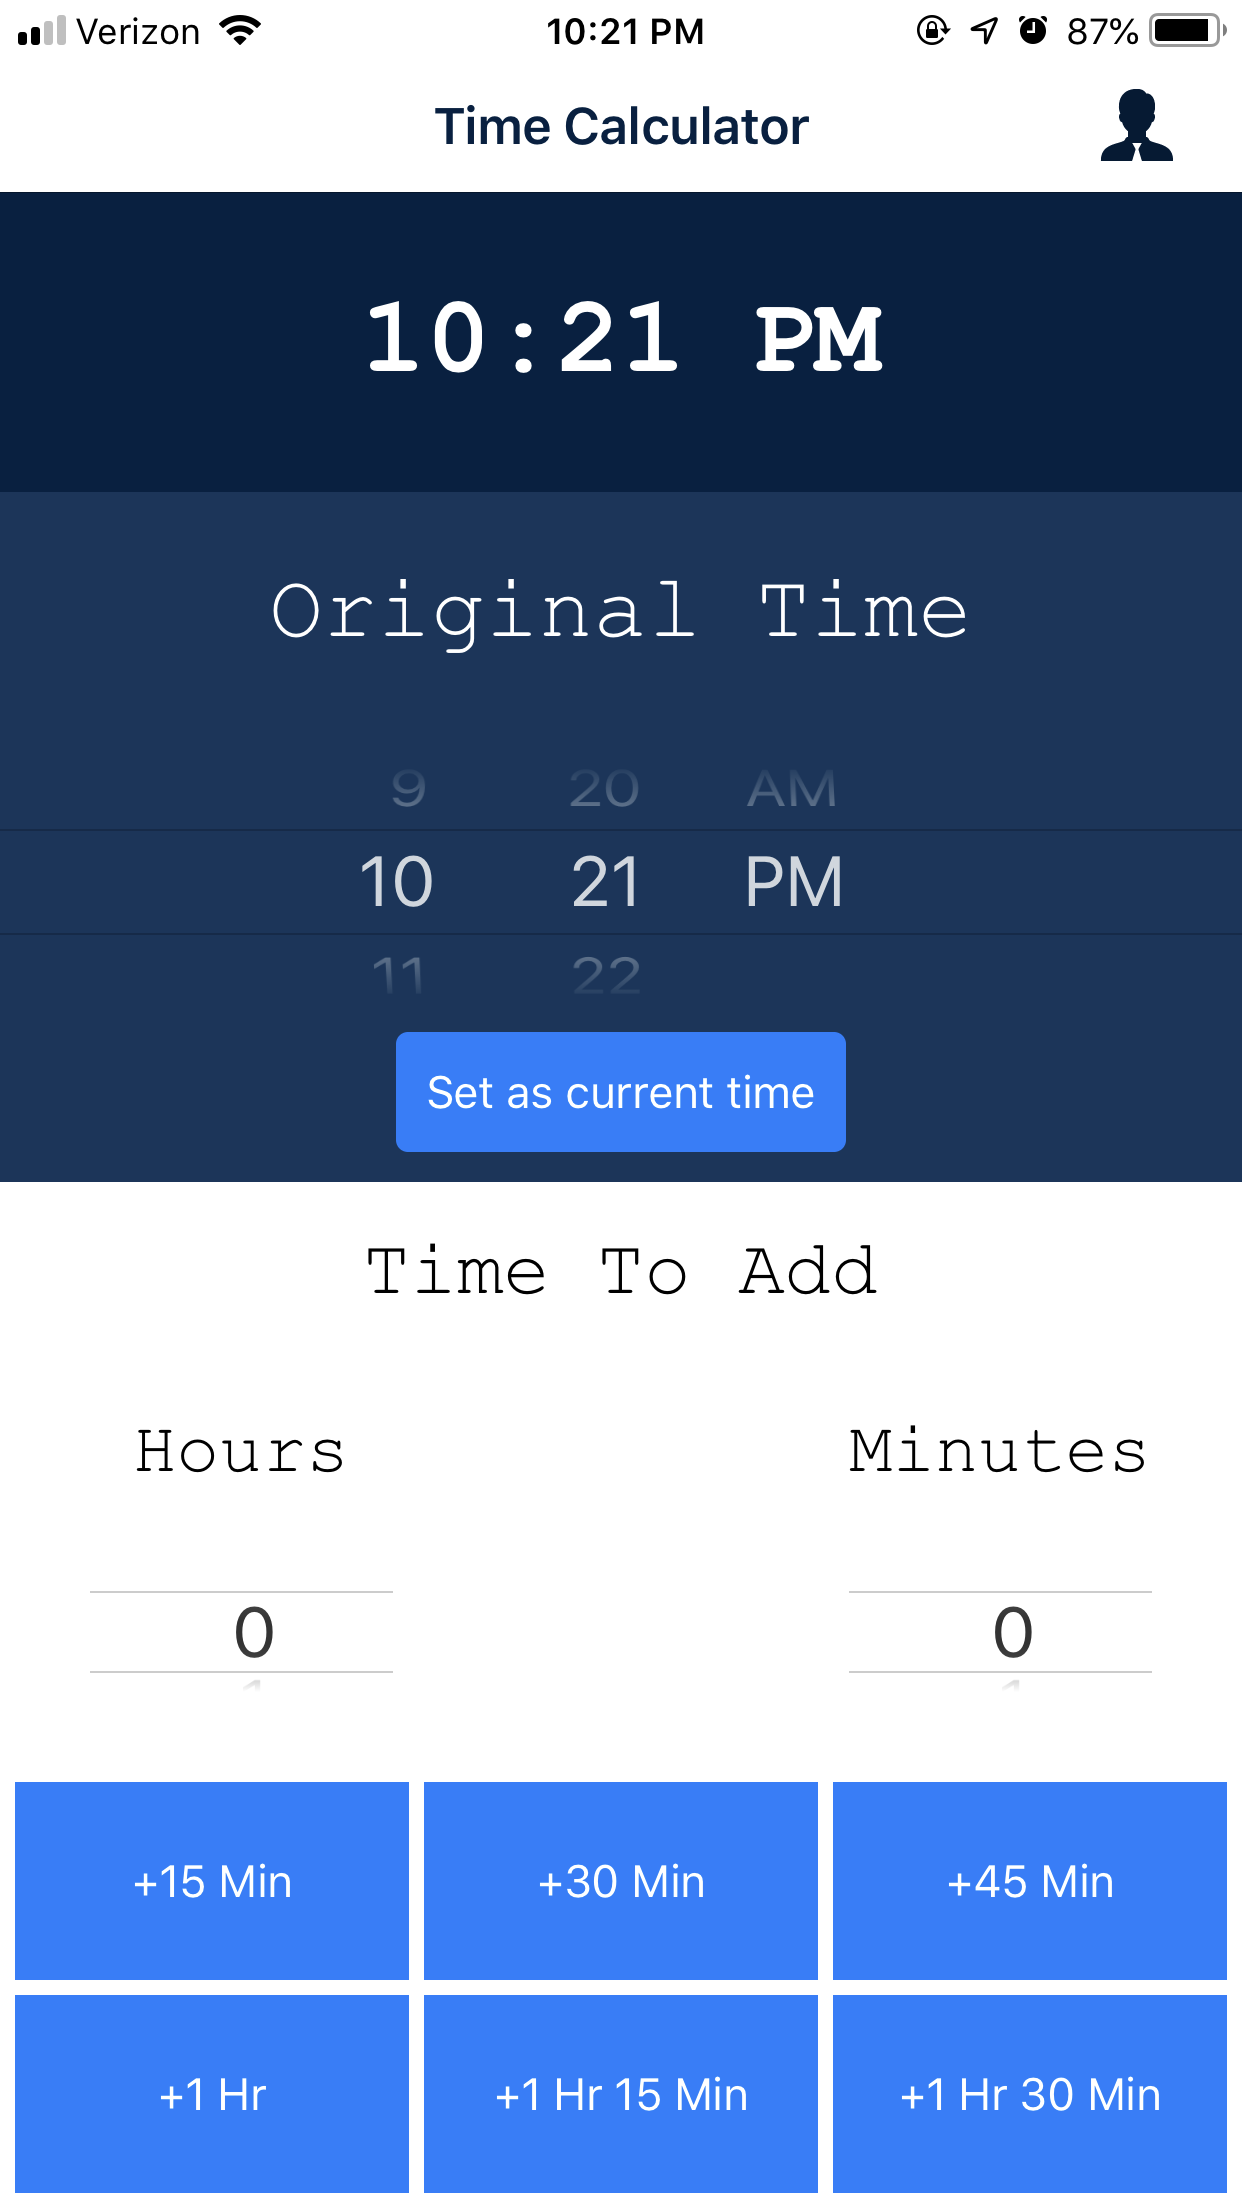 Verizon 10:21 PM 87%
Time Calculator
10:21 PM
Original Time
9 20 AM
10 21 PM
11 22
Set as current time
Time To Add
Hours Minutes
0 0
1 1
+15 Min +30 Min +45 Min
+1 Hr +1 Hr 15 Min +1 Hr 30 Min